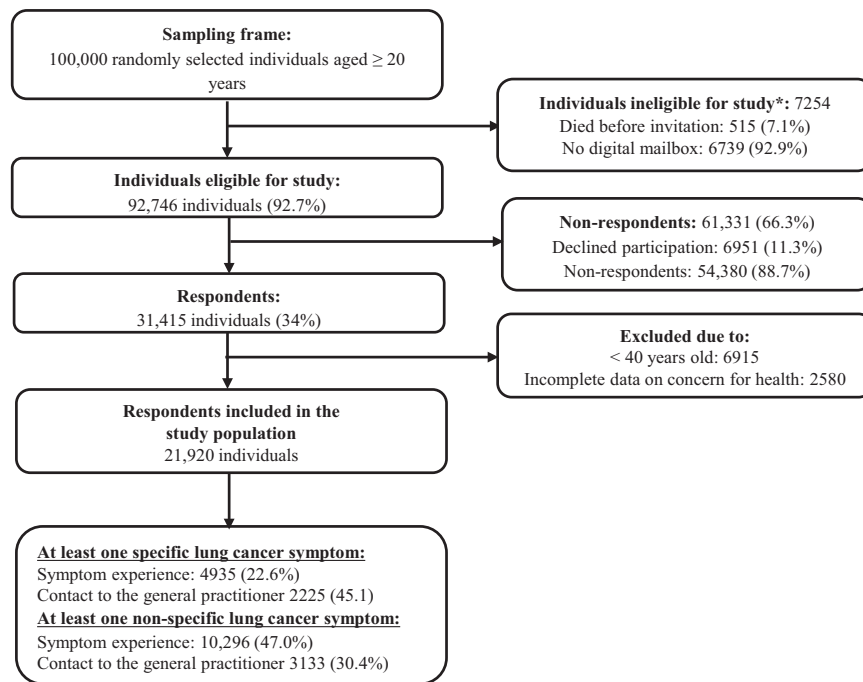 Sampling frame:
100,000 randomly selected individuals aged ≥ 20
years
Individuals ineligible for study*: 7254
Died before invitation: 515 (7.1%)
No digital mailbox: 6739 (92.9%)
Individuals eligible for study:
92,746 individuals (92.7%)
Non-respondents: 61,331 (66.3%)
Declined participation: 6951 (11.3%)
Non-respondents: 54,380 (88.7%)
Respondents:
31,415 individuals (34%)
Excluded due to:
< 40 years old: 6915
Incomplete data on concern for health: 2580
Respondents included in the
study population
21,920 individuals
At least one specific lung cancer symptom:
Symptom experience: 4935 (22.6%)
Contact to the general practitioner 2225 (45.1)
At least one non-specific lung cancer symptom:
Symptom experience: 10,296 (47.0%)
Contact to the general practitioner 3133 (30.4%)